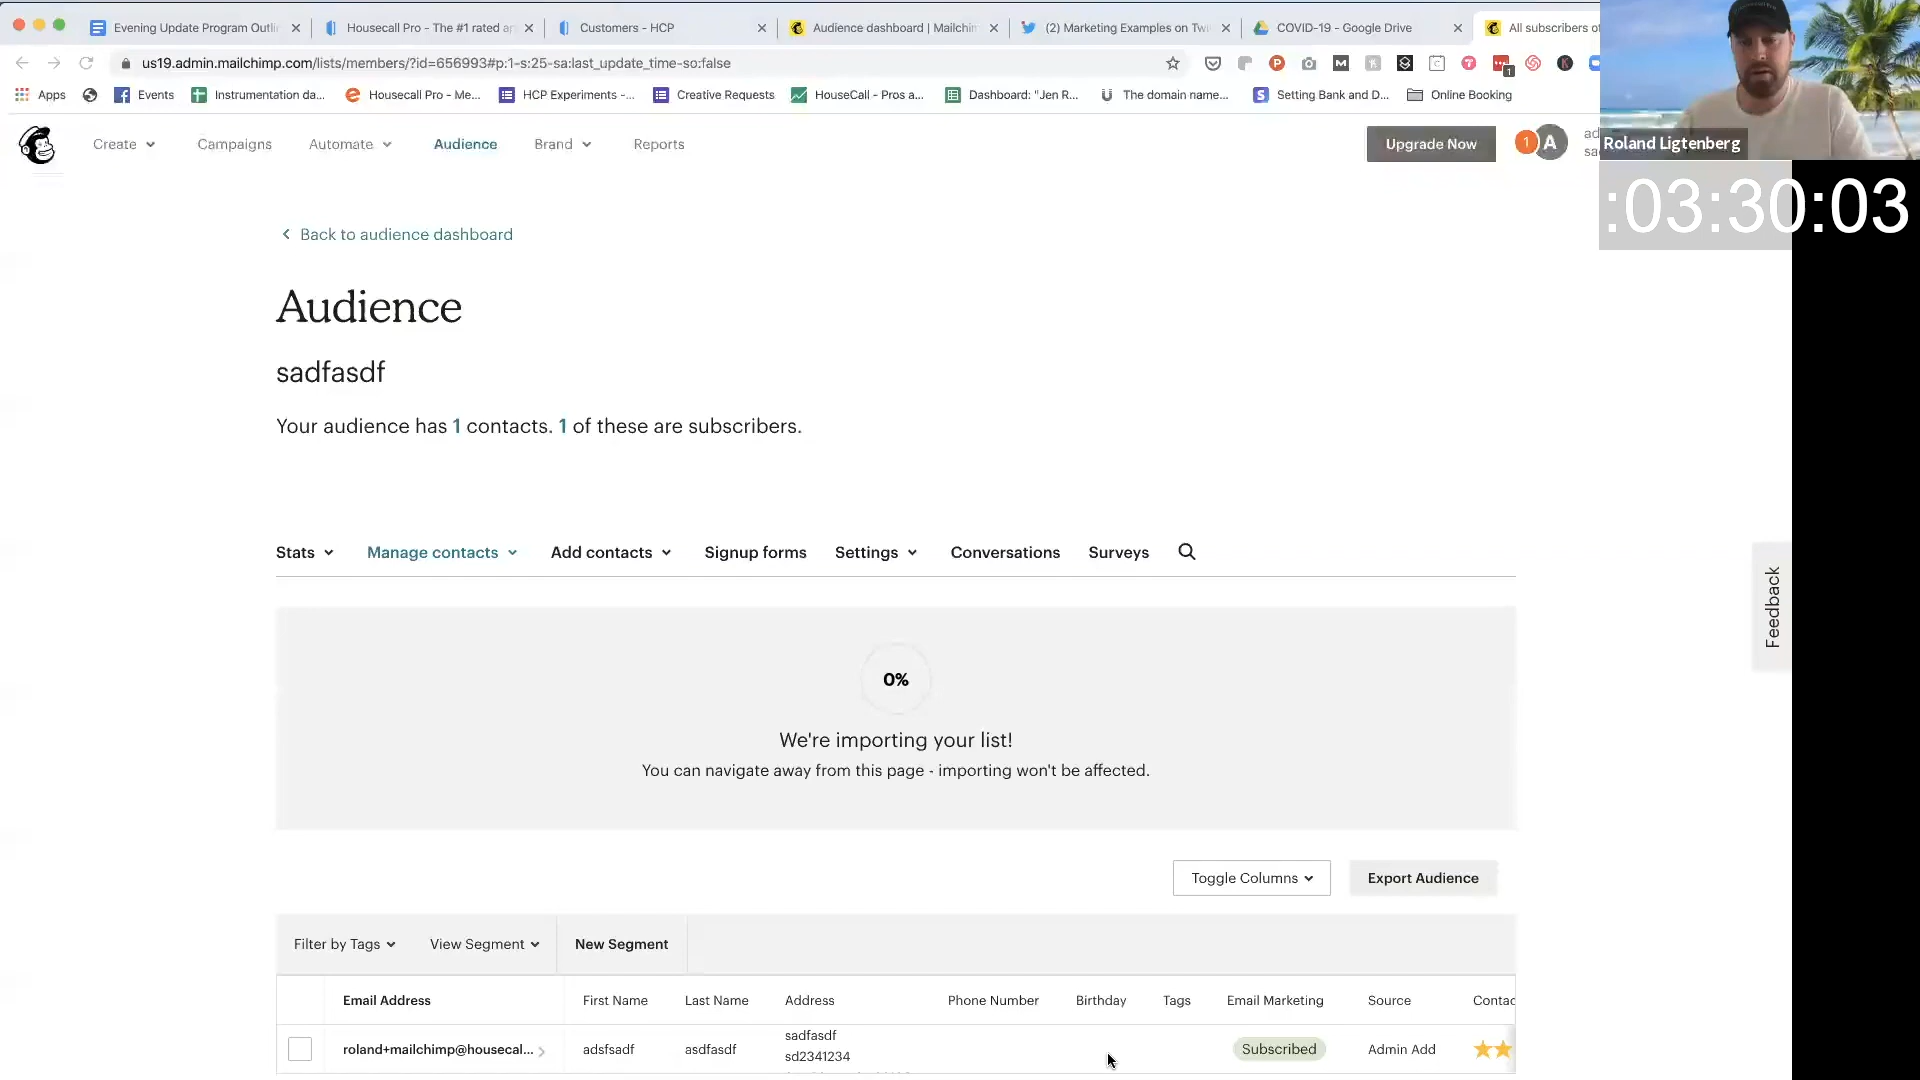 Evening Update Program Outli
Housecall Pro - The #1 rated ap
Customers - HCP
Audience dashboard | Mailchim
(2) Marketing Examples on Twi
COVID-19 - Google Drive
All subscribers of
us19.admin.mailchimp.com/lists/members/?id=656993#p:1-s:25-sa:last_update_time-so:false
Apps
Events
Instrumentation da...
Housecall Pro - Me...
HCP Experiments -...
Creative Requests
HouseCall - Pros a...
Dashboard: "Jen R...
The domain name...
Setting Bank and D...
Online Booking
Create
Campaigns
Automate
Audience
Brand
Reports
Upgrade Now
1
A
Roland Ligtenberg
:03:30:03
Back to audience dashboard
Audience
sadfasdf
Your audience has 1 contacts. 1 of these are subscribers.
Stats
Manage contacts
Add contacts
Signup forms
Settings
Conversations
Surveys
Feedback
0%
We're importing your list!
You can navigate away from this page - importing won't be affected.
Toggle Columns
Export Audience
Filter by Tags
View Segment
New Segment
Email Address
First Name
Last Name
Address
Phone Number
Birthday
Tags
Email Marketing
Source
Contac
roland+mailchimp@housecal...
adsfsadf
asdfasdf
sadfasdf
sd2341234
Subscribed
Admin Add